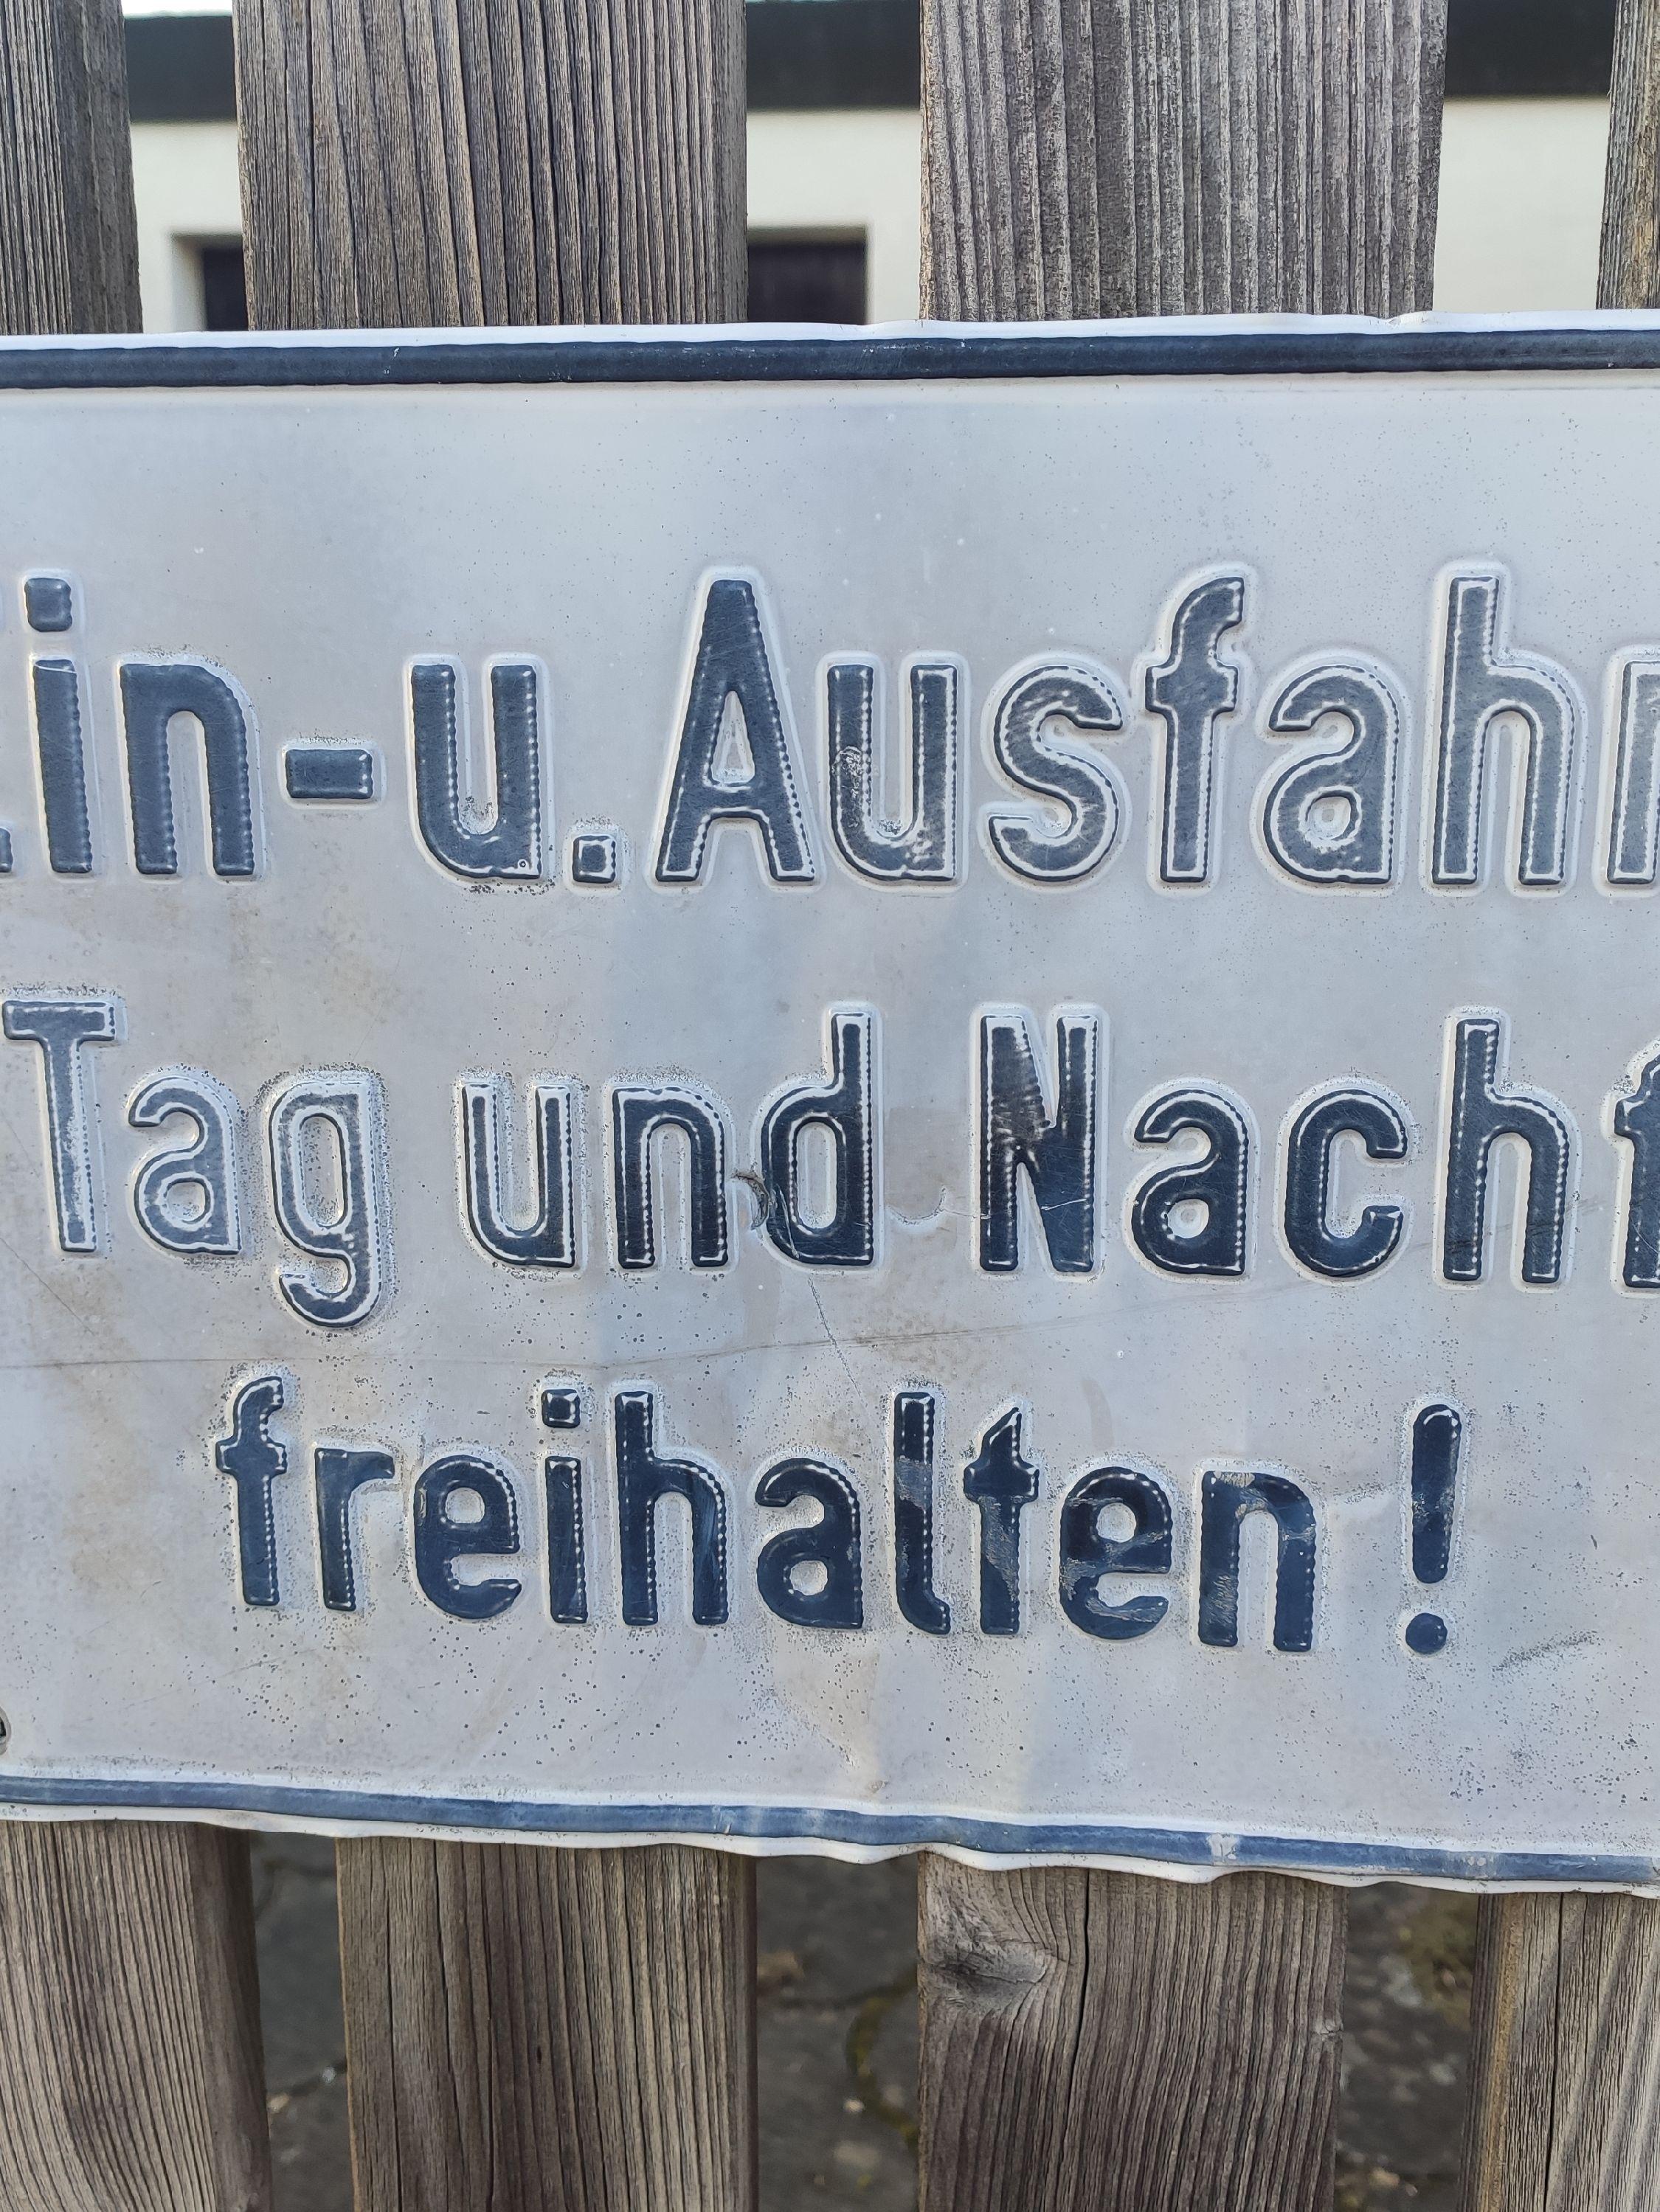 Ein-u.Ausfahr
Tag und Nacht
freihalten!